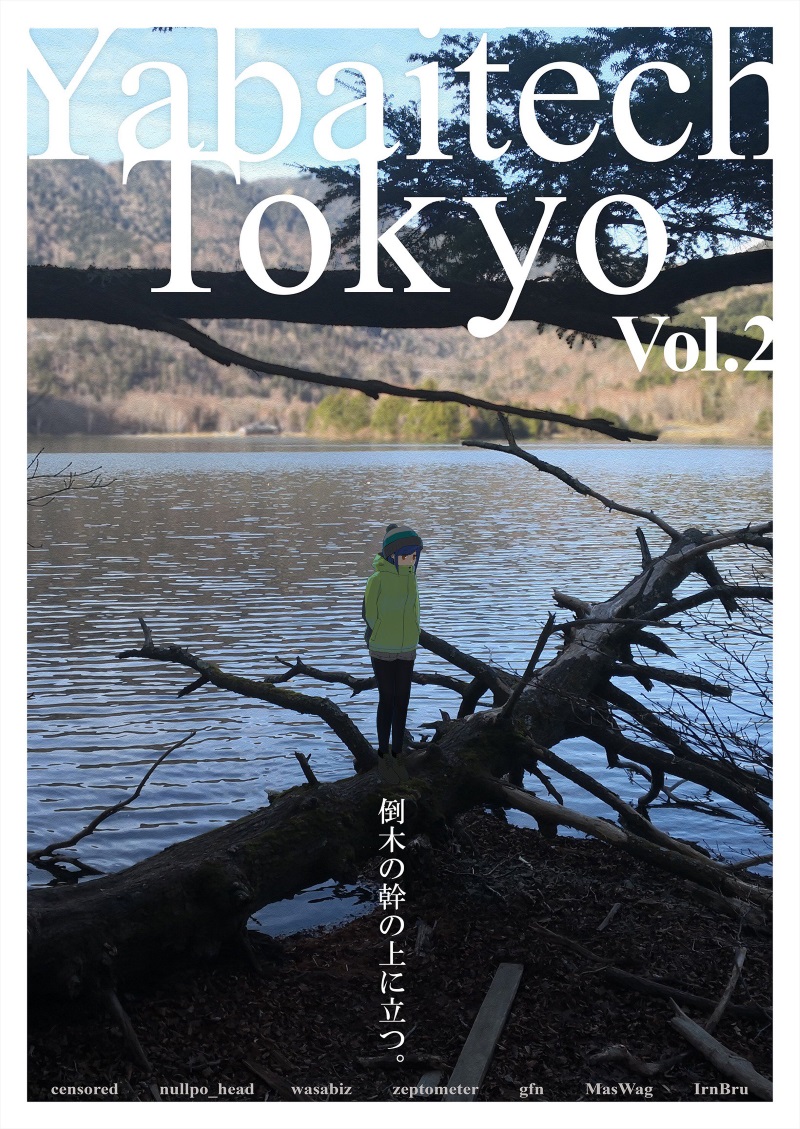 Yabaitech
Tokyo
Vol.2
倒木の幹の上に立つ。
censored nullpo_head wasabiz zeptometer gfn MasWag IrnBru